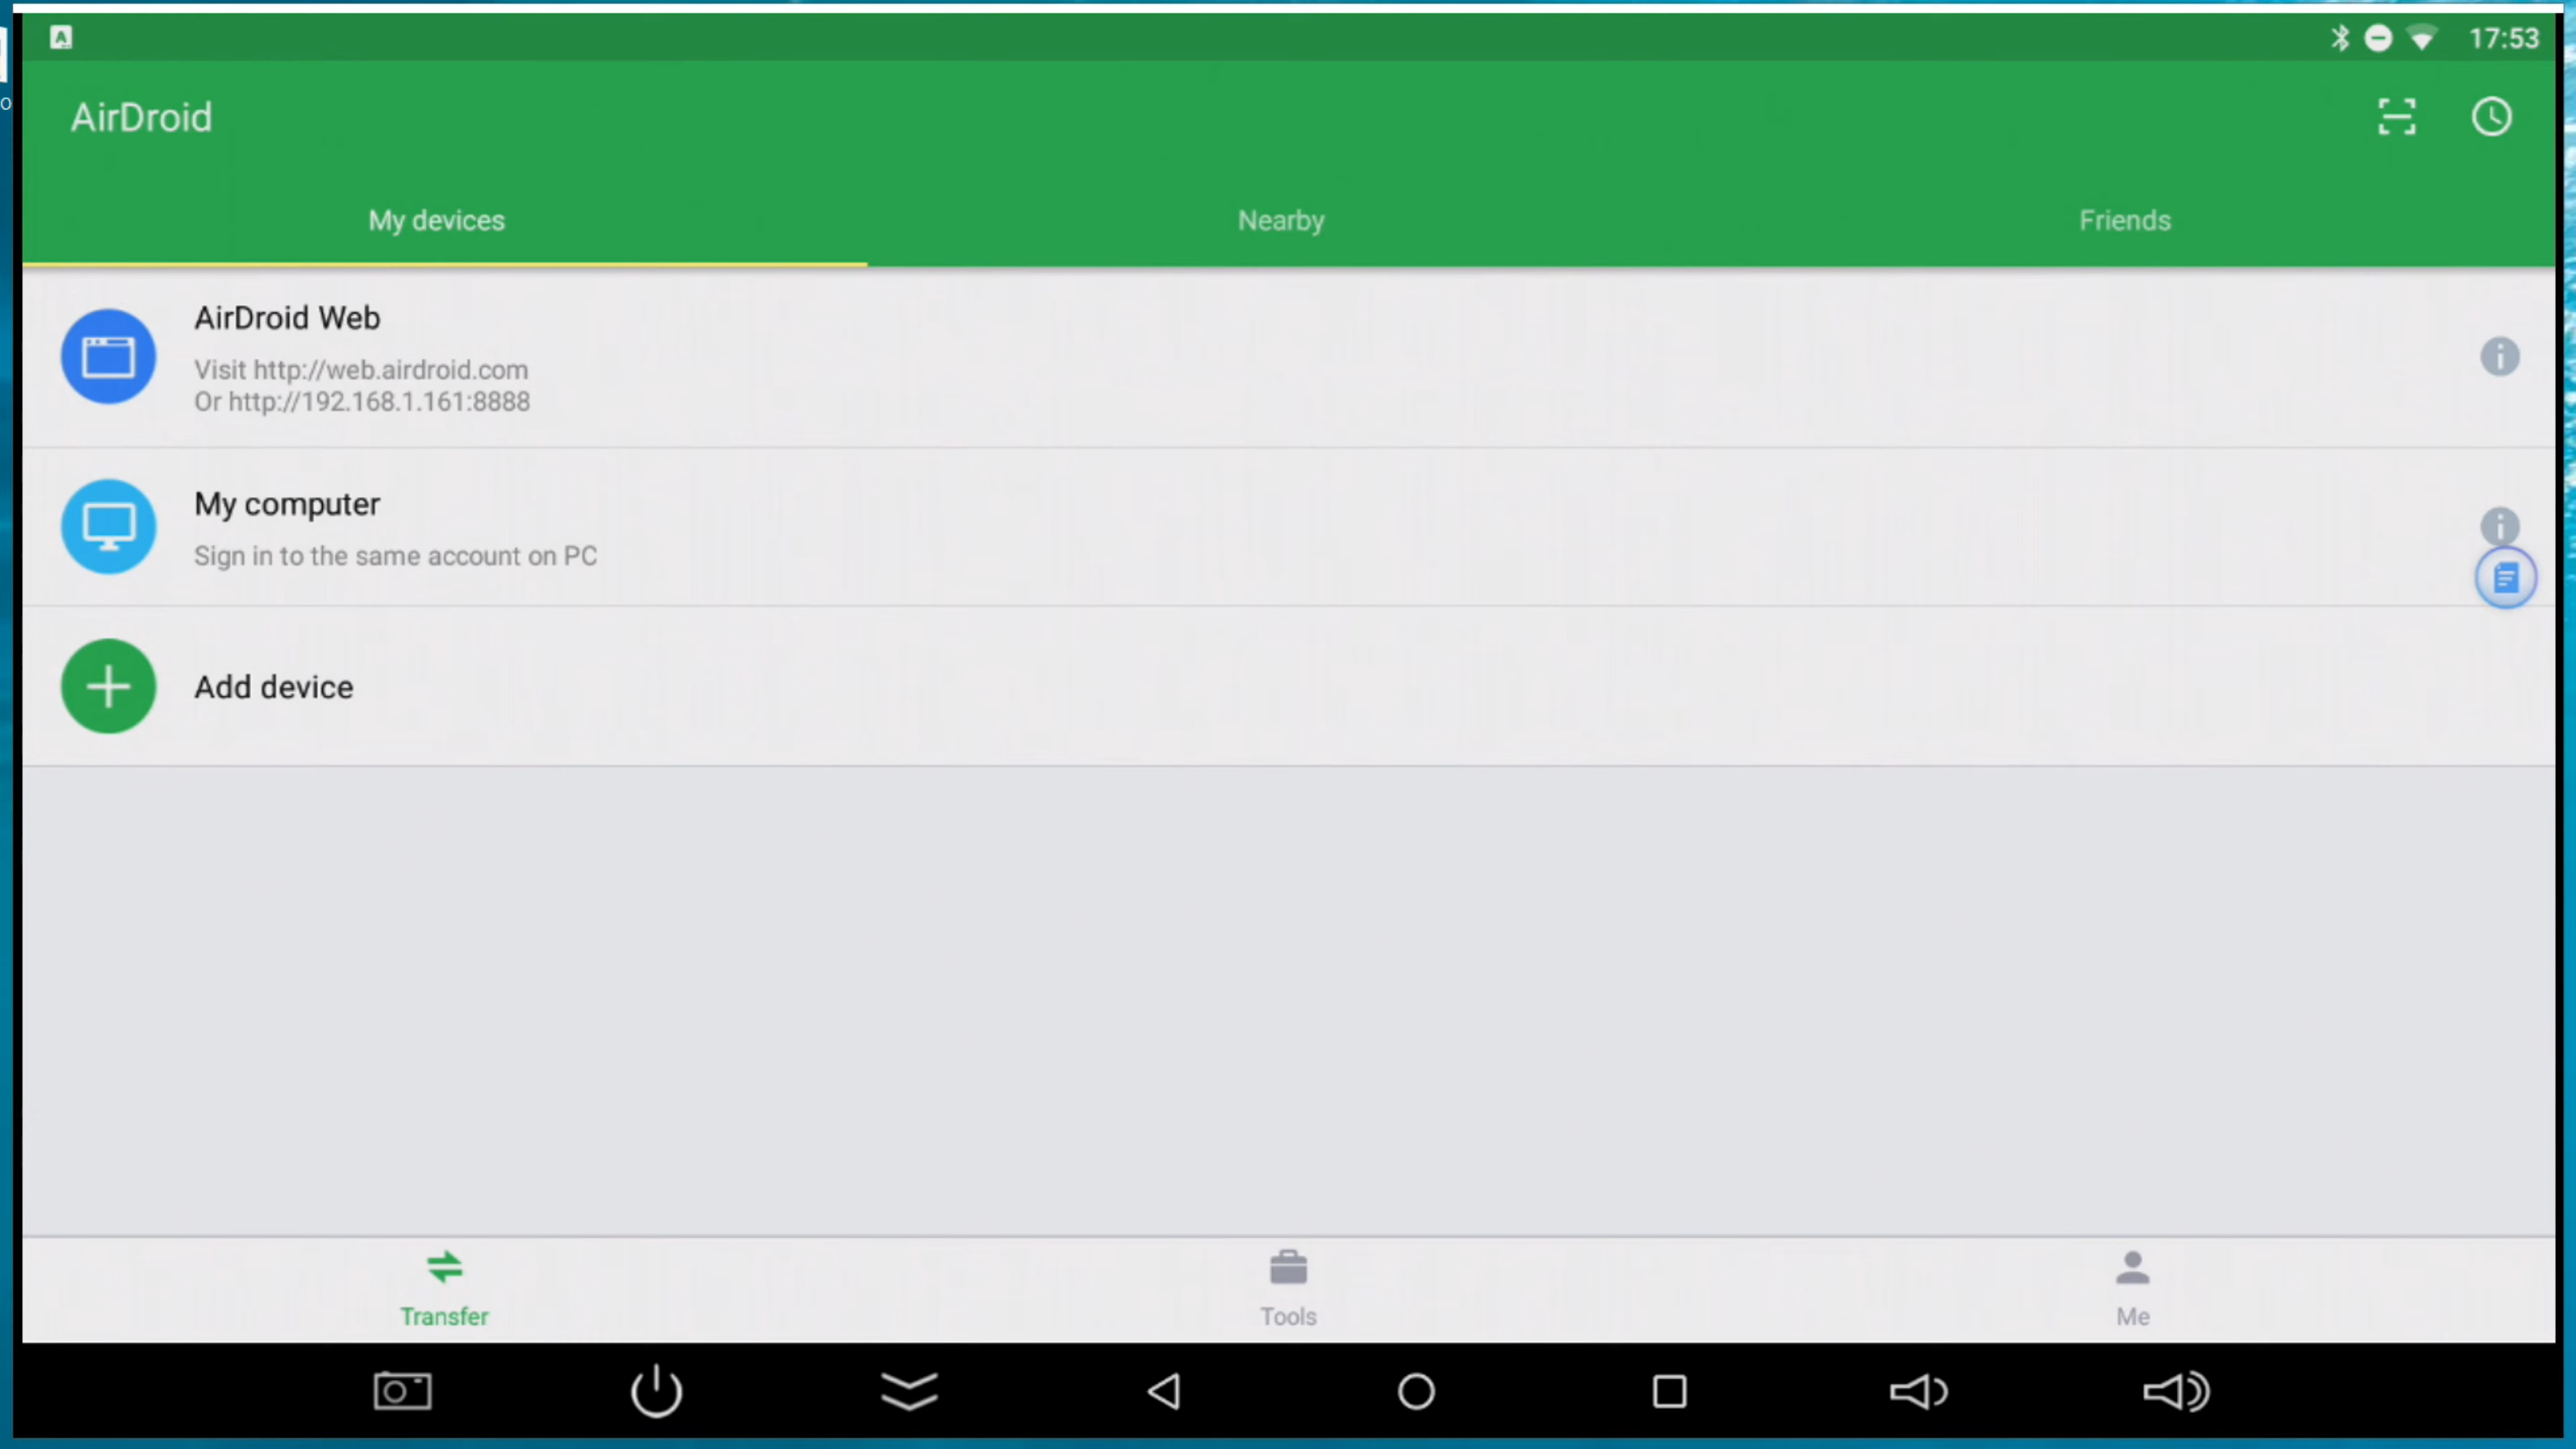 17:53
AirDroid
My devices
Nearby
Friends
AirDroid Web
Visit http://web.airdroid.com
Or http://192.168.1.161:8888
My computer
Sign in to the same account on PC
Add device
Transfer
Tools
Me